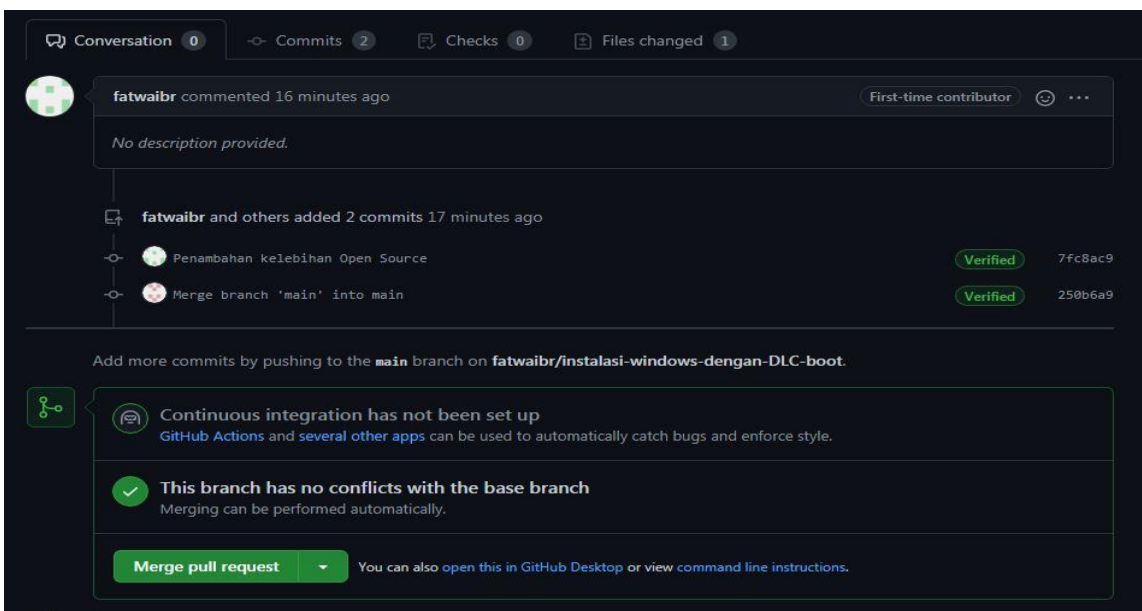 Conversation 0 Commits 2 Checks 0 Files changed 1
fatwaibr commented 16 minutes ago First-time contributor
No description provided.
fatwaibr and others added 2 commits 17 minutes ago
Penambahan kelebihan Open Source Verified 7fc8ac9
Merge branch 'main' into main Verified 250b6a9
Add more commits by pushing to the main branch on fatwaibr/instalasi-windows-dengan-DLC-boot.
Continuous integration has not been set up
GitHub Actions and several other apps can be used to automatically catch bugs and enforce style.
This branch has no conflicts with the base branch
Merging can be performed automatically.
Merge pull request You can also open this in GitHub Desktop or view command line instructions.